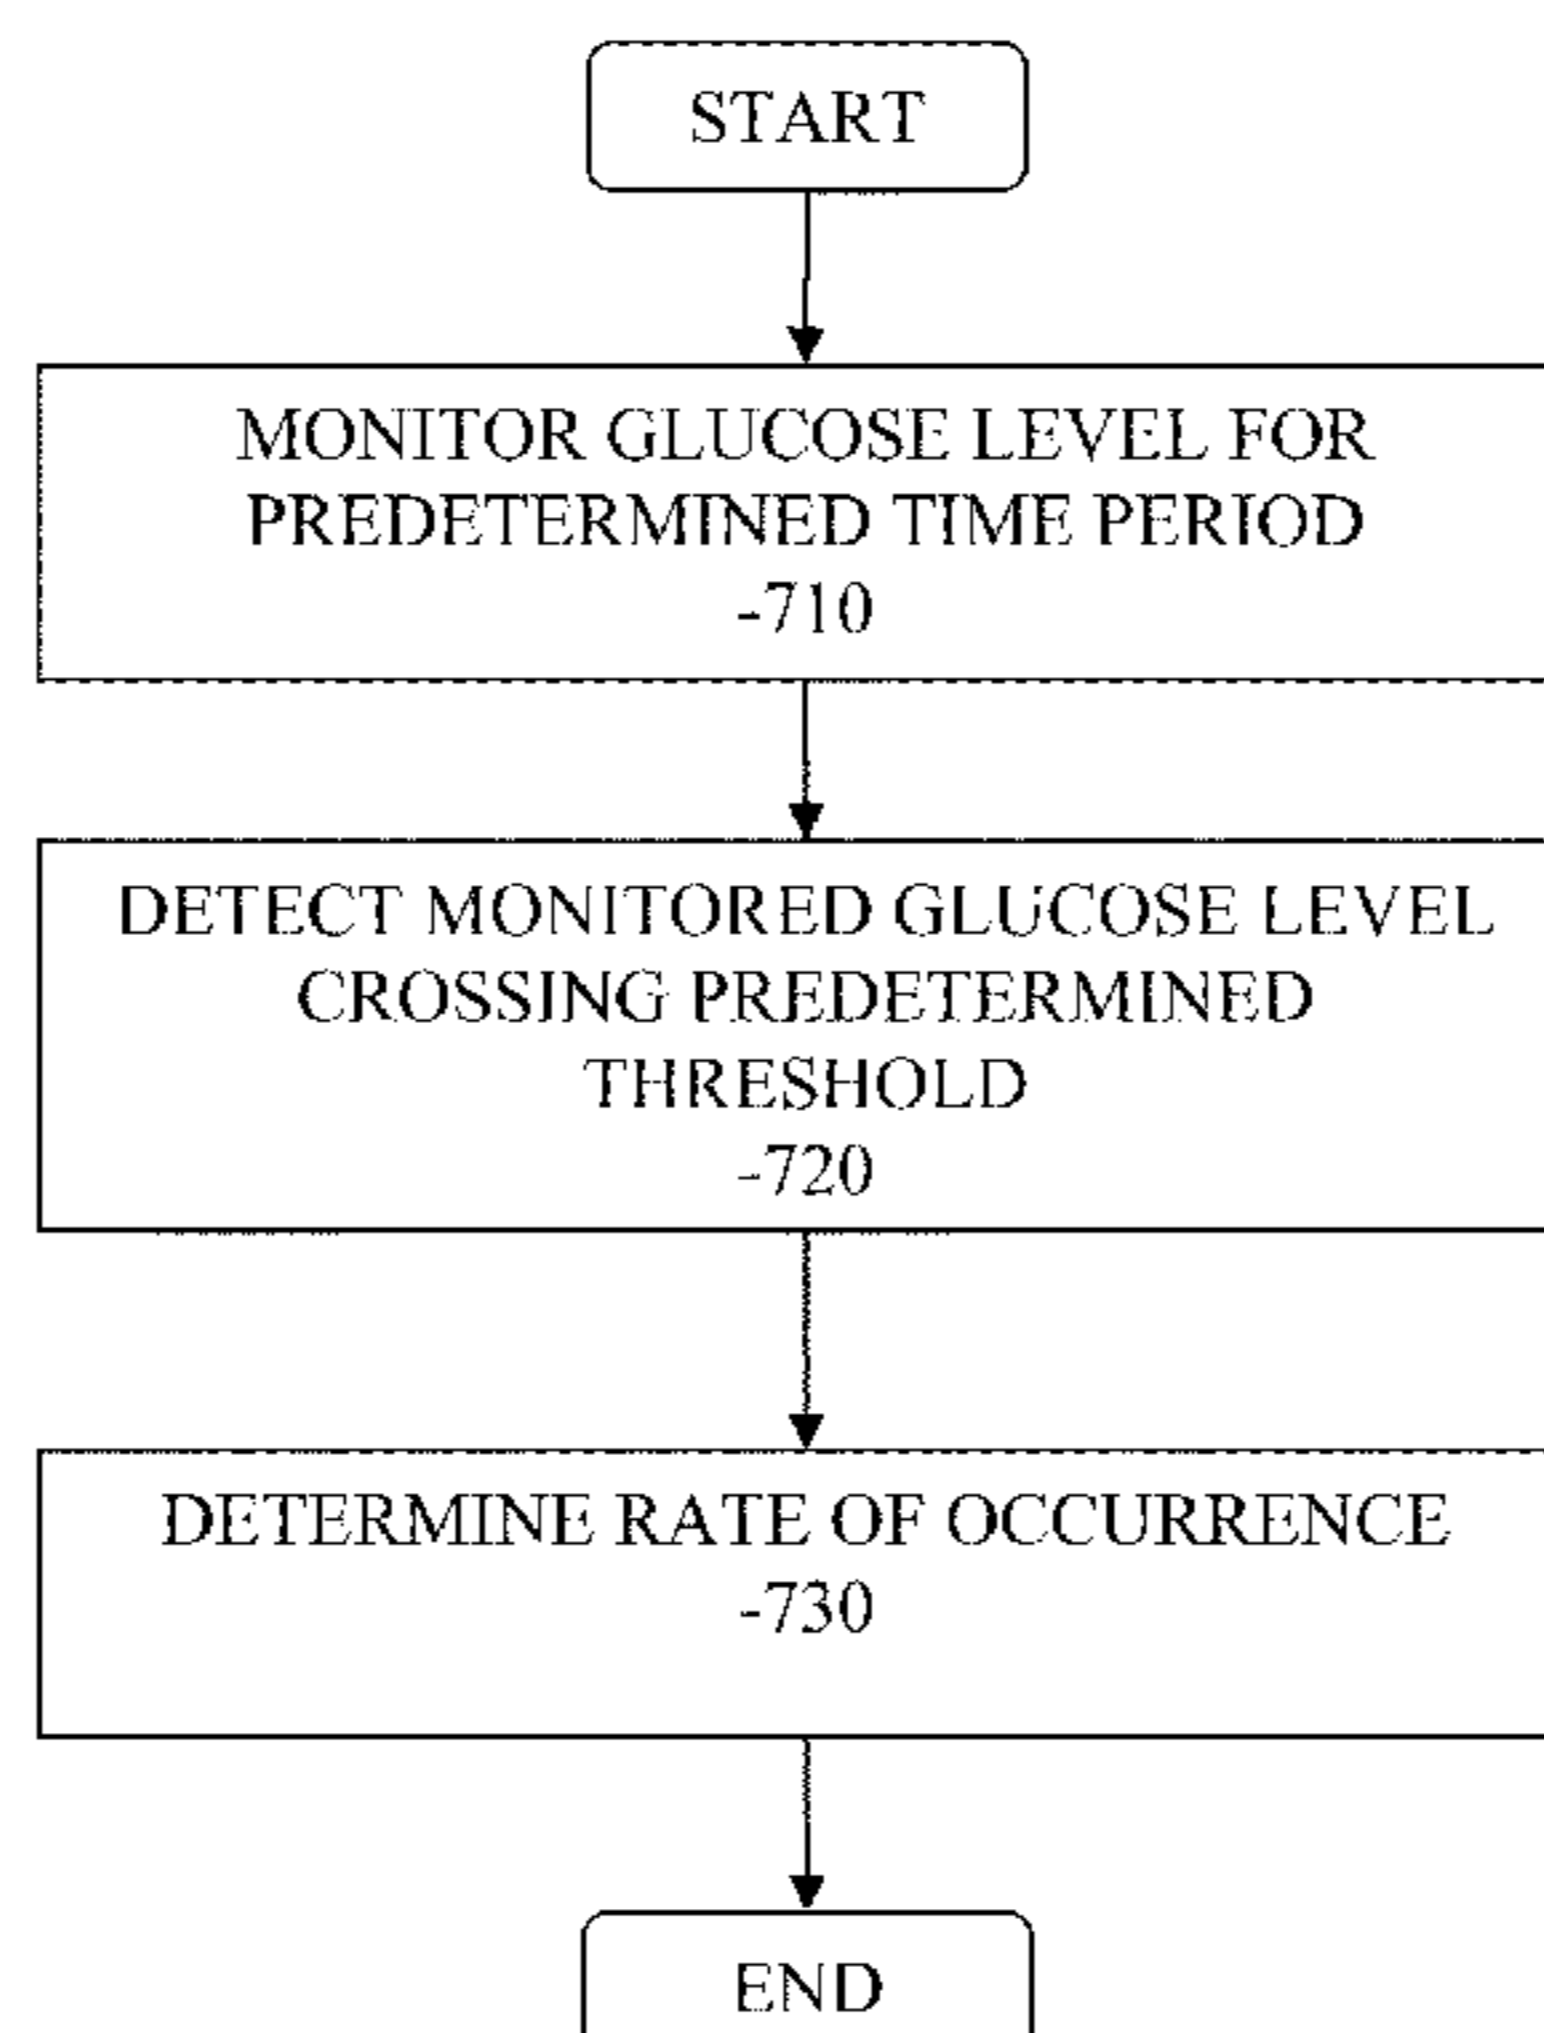 START
MONITOR GLUCOSE LEVEL FOR
PREDETERMINED TIME PERIOD
-710
DETECT MONITORED GLUCOSE LEVEL
CROSSING PREDETERMINED
THRESHOLD
-720
DETERMINE RATE OF OCCURRENCE
-730
END